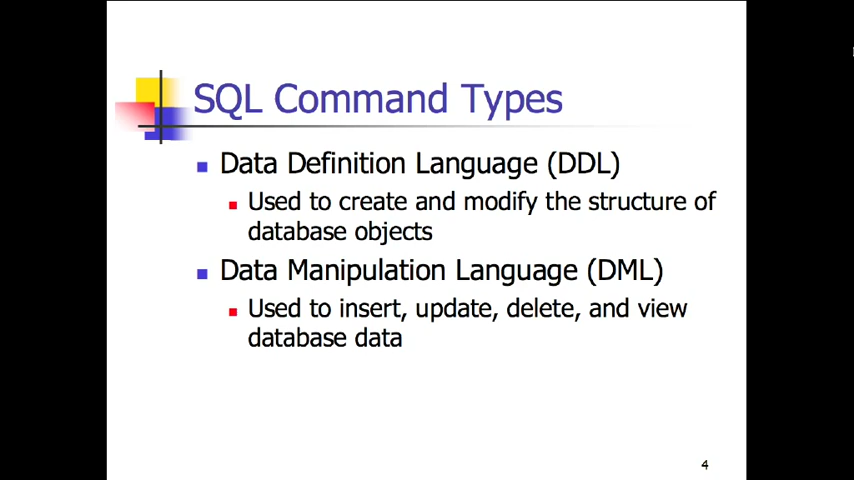 SQL Command Types
Data Definition Language (DDL)
Used to create and modify the structure of
database objects
Data Manipulation Language (DML)
Used to insert, update, delete, and view
database data
4